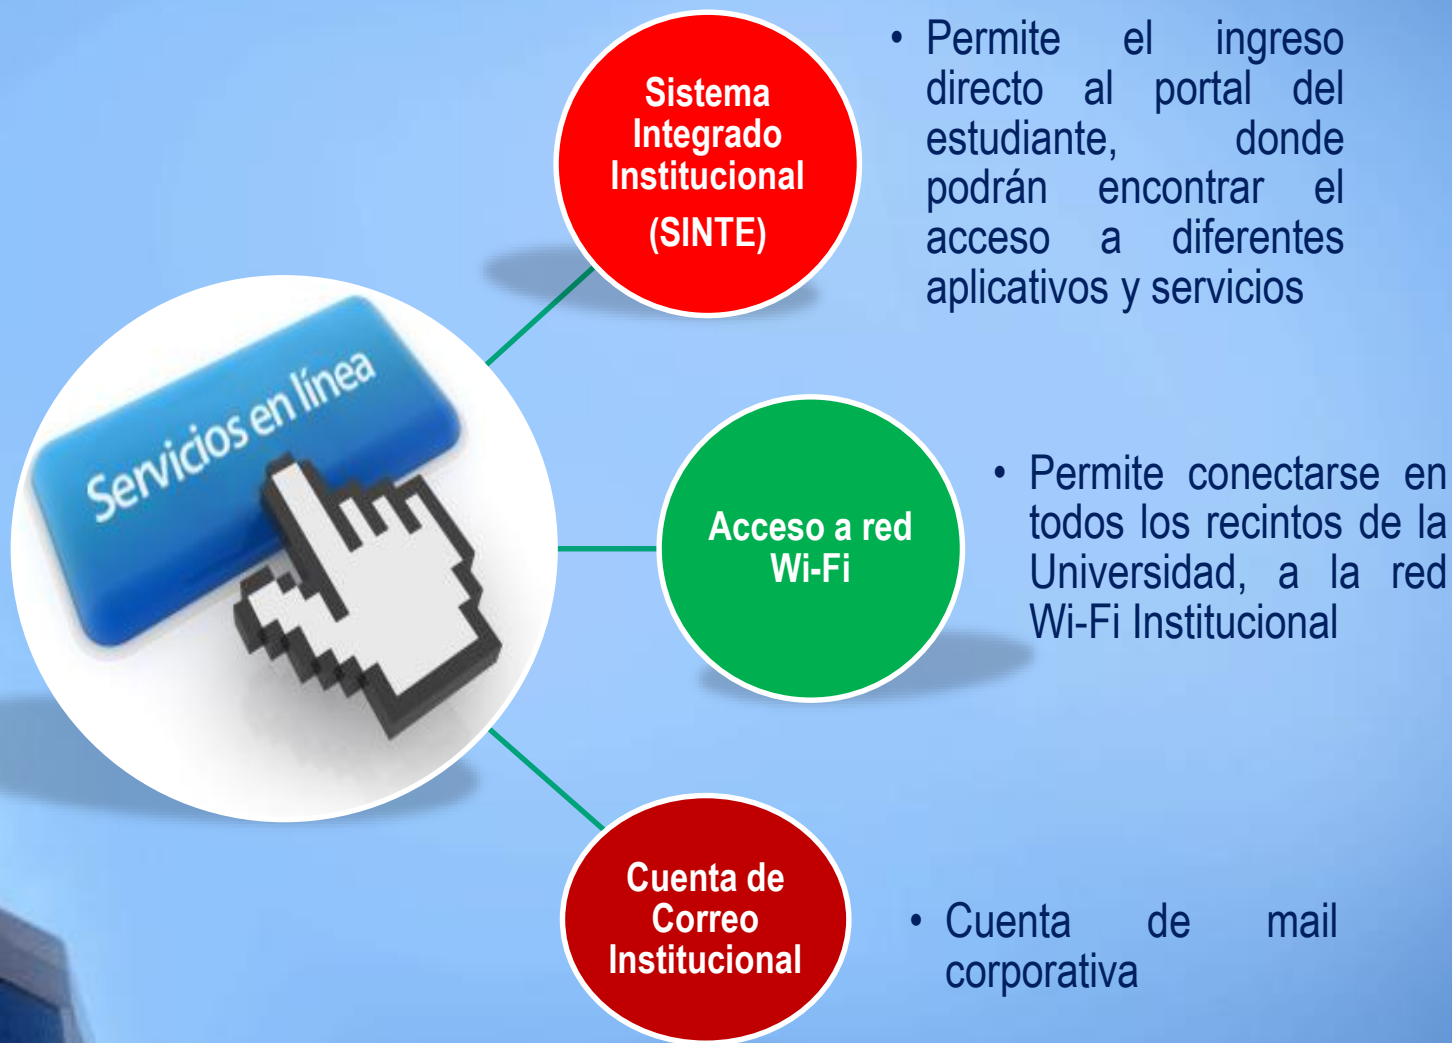 Servicios en línea
Sistema
Integrado
Institucional
(SINTE)
• Permite el ingreso
directo al portal del
estudiante, donde
podrán encontrar el
acceso a diferentes
aplicativos y servicios
Acceso a red
Wi-Fi
• Permite conectarse en
todos los recintos de la
Universidad, a la red
Wi-Fi Institucional
Cuenta de
Correo
Institucional
• Cuenta de mail
corporativa